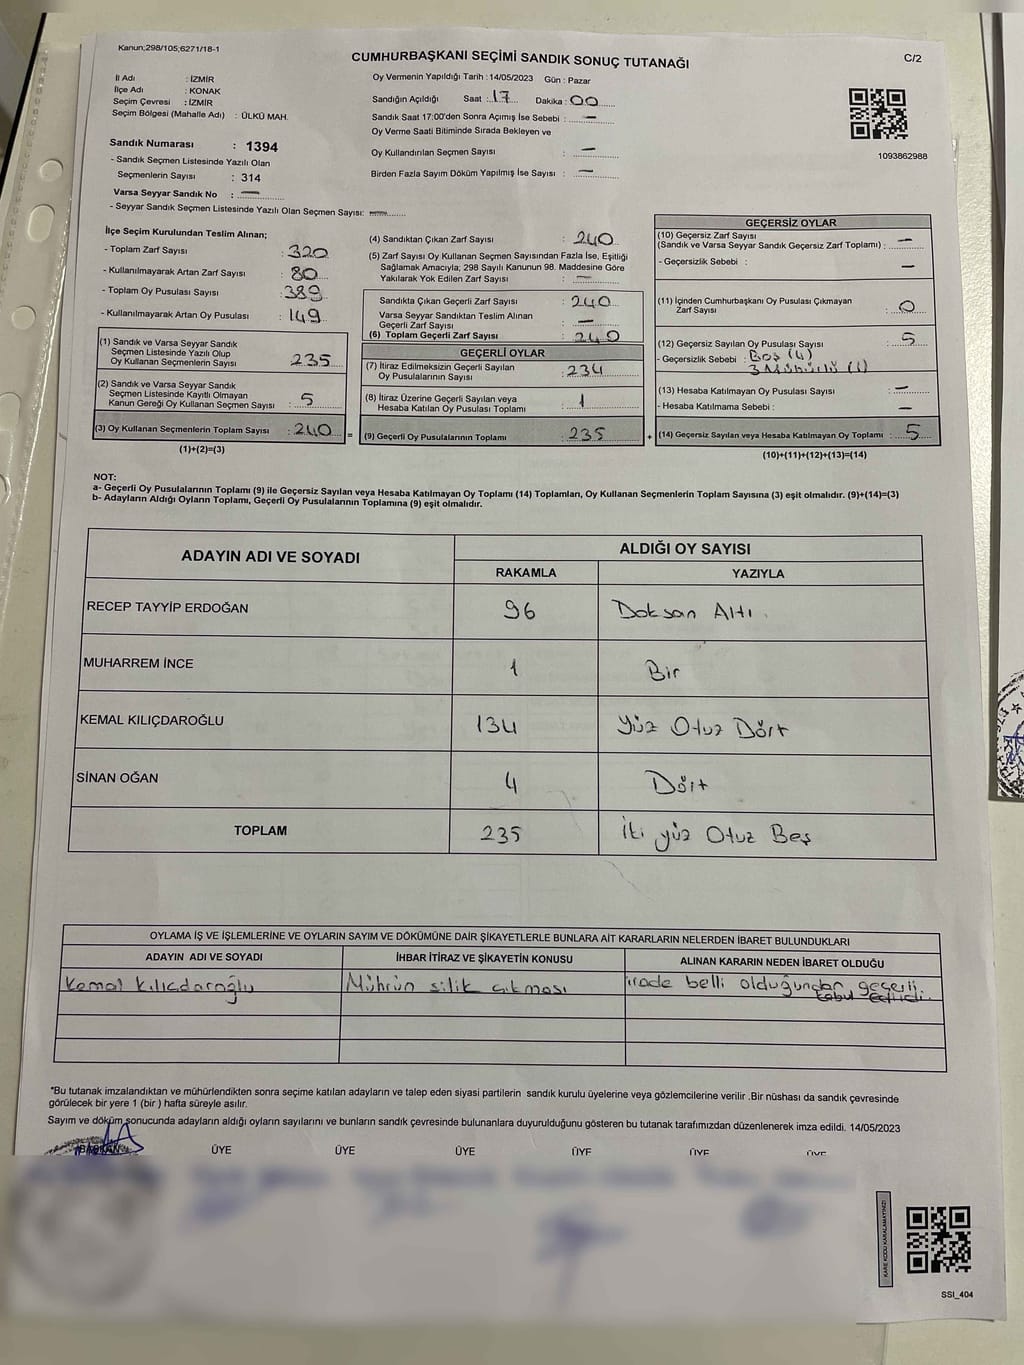 Kanun;298/105;6271/18-1
CUMHURBAŞKANI SEÇİMİ SANDIK SONUÇ TUTANAĞI
C/2
İl Adı : İZMİR
İlçe Adı : KONAK
Seçim Çevresi : İZMİR
Seçim Bölgesi (Mahalle Adı) : ÜLKÜ MAH.
Sandık Numarası : 1394
- Sandık Seçmen Listesinde Yazılı Olan
Seçmenlerin Sayısı : 314
Varsa Seyyar Sandık No : —
- Seyyar Sandık Seçmen Listesinde Yazılı Olan Seçmen Sayısı: —
Oy Vermenin Yapıldığı Tarih : 14/05/2023 Gün : Pazar
Sandığın Açıldığı Saat : 17 Dakika : 00
Sandık Saat 17:00'den Sonra Açımış İse Sebebi : —
Oy Verme Saati Bitiminde Sırada Bekleyen ve
Oy Kullandırılan Seçmen Sayısı : —
Birden Fazla Sayım Döküm Yapılmış İse Sayısı : —
1093862988
İlçe Seçim Kurulundan Teslim Alınan;
- Toplam Zarf Sayısı : 320
- Kullanılmayarak Artan Zarf Sayısı : 80
- Toplam Oy Pusulası Sayısı : 389
- Kullanılmayarak Artan Oy Pusulası : 149
(1) Sandık ve Varsa Seyyar Sandık
Seçmen Listesinde Yazılı Olup
Oy Kullanan Seçmenlerin Sayısı : 235
(2) Sandık ve Varsa Seyyar Sandık
Seçmen Listesinde Kayıtlı Olmayan
Kanun Gereği Oy Kullanan Seçmen Sayısı : 5
(3) Oy Kullanan Seçmenlerin Toplam Sayısı : 240
(1)+(2)=(3)
=
(4) Sandıktan Çıkan Zarf Sayısı : 240
(5) Zarf Sayısı Oy Kullanan Seçmen Sayısından Fazla İse, Eşitliği
Sağlamak Amacıyla; 298 Sayılı Kanunun 98. Maddesine Göre
Yakılarak Yok Edilen Zarf Sayısı : —
Sandıkta Çıkan Geçerli Zarf Sayısı : 240
Varsa Seyyar Sandıktan Teslim Alınan
Geçerli Zarf Sayısı : —
(6) Toplam Geçerli Zarf Sayısı : 240
GEÇERLİ OYLAR
(7) İtiraz Edilmeksizin Geçerli Sayılan
Oy Pusulalarının Sayısı : 234
(8) İtiraz Üzerine Geçerli Sayılan veya
Hesaba Katılan Oy Pusulası Toplamı : 1
(9) Geçerli Oy Pusulalarının Toplamı : 235
+
GEÇERSİZ OYLAR
(10) Geçersiz Zarf Sayısı
(Sandık ve Varsa Seyyar Sandık Geçersiz Zarf Toplamı) : —
- Geçersizlik Sebebi : —
(11) İçinden Cumhurbaşkanı Oy Pusulası Çıkmayan
Zarf Sayısı : 0
(12) Geçersiz Sayılan Oy Pusulası Sayısı : 5
- Geçersizlik Sebebi : Boş (4)
3 Mühürlü (1)
(13) Hesaba Katılmayan Oy Pusulası Sayısı : —
- Hesaba Katılmama Sebebi : —
(14) Geçersiz Sayılan veya Hesaba Katılmayan Oy Toplamı : 5
(10)+(11)+(12)+(13)=(14)
NOT:
a- Geçerli Oy Pusulalarının Toplamı (9) ile Geçersiz Sayılan veya Hesaba Katılmayan Oy Toplamı (14) Toplamları, Oy Kullanan Seçmenlerin Toplam Sayısına (3) eşit olmalıdır. (9)+(14)=(3)
b- Adayların Aldığı Oyların Toplamı, Geçerli Oy Pusulalarının Toplamına (9) eşit olmalıdır.
ADAYIN ADI VE SOYADI ALDIĞI OY SAYISI
RAKAMLA YAZIYLA
RECEP TAYYİP ERDOĞAN 96 Doksan Altı
MUHARREM İNCE 1 Bir
KEMAL KILIÇDAROĞLU 134 Yüz Otuz Dört
SİNAN OĞAN 4 Dört
TOPLAM 235 İki yüz Otuz Beş
OYLAMA İŞ VE İŞLEMLERİNE VE OYLARIN SAYIM VE DÖKÜMÜNE DAİR ŞİKAYETLERLE BUNLARA AİT KARARLARIN NELERDEN İBARET BULUNDUKLARI
ADAYIN ADI VE SOYADI İHBAR İTİRAZ VE ŞİKAYETİN KONUSU ALINAN KARARIN NEDEN İBARET OLDUĞU
Kemal Kılıçdaroğlu Mührün silik çıkması irade belli olduğundan geçerli
kabul edildi.
*Bu tutanak imzalandıktan ve mühürlendikten sonra seçime katılan adayların ve talep eden siyasi partilerin sandık kurulu üyelerine veya gözlemcilerine verilir .Bir nüshası da sandık çevresinde
görülecek bir yere 1 (bir ) hafta süreyle asılır.
Sayım ve döküm sonucunda adayların aldığı oyların sayılarını ve bunların sandık çevresinde bulunanlara duyurulduğunu gösteren bu tutanak tarafımızdan düzenlenerek imza edildi. 14/05/2023
BAŞKAN ÜYE ÜYE ÜYE ÜYE ÜYE ÜYE
KARE KODU KARALAMAYINIZ!
SSI_404